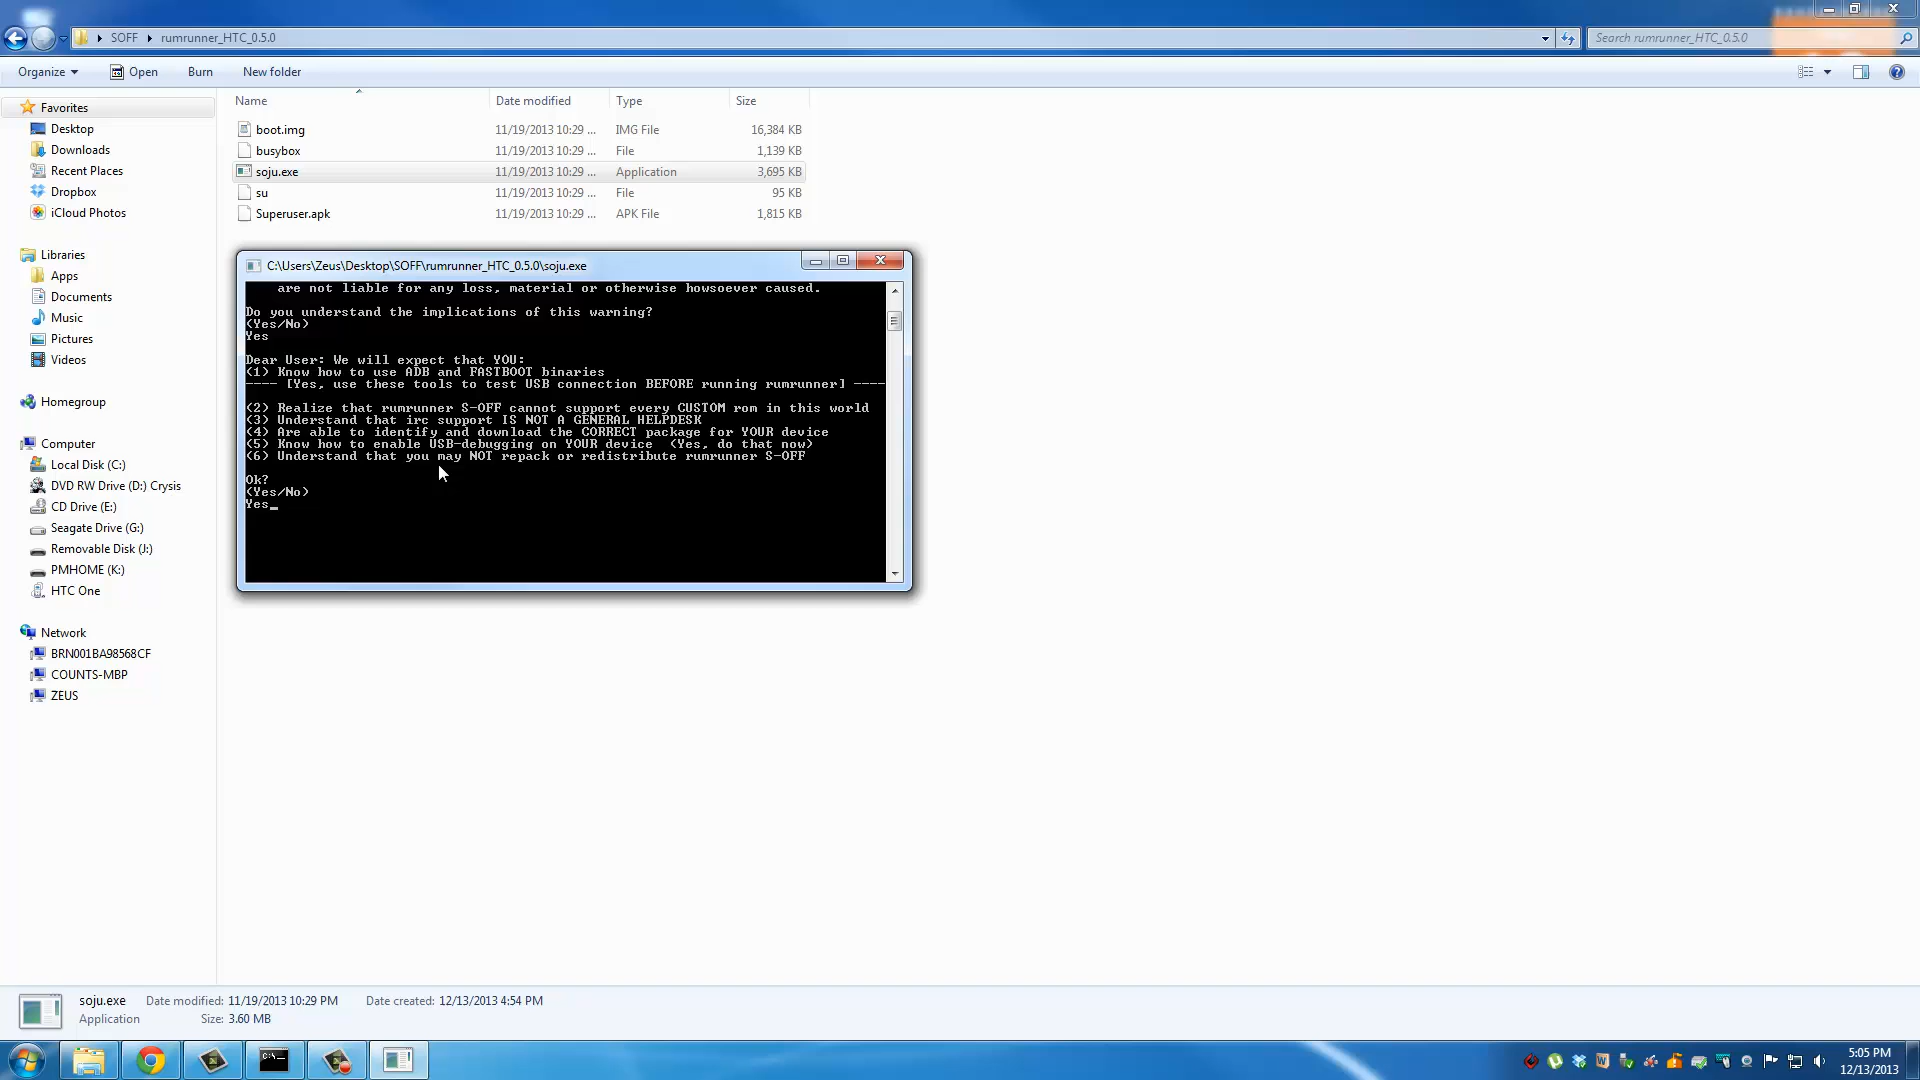 SOFF rumrunner_HTC_0.5.0
Search rumrunner_HTC_0.5.0
Organize Open Burn New folder
Name Date modified Type Size
boot.img 11/19/2013 10:29 ... IMG File 16,384 KB
busybox 11/19/2013 10:29 ... File 1,139 KB
soju.exe 11/19/2013 10:29 ... Application 3,695 KB
su 11/19/2013 10:29 ... File 95 KB
Superuser.apk 11/19/2013 10:29 ... APK File 1,815 KB
Favorites
Desktop
Downloads
Recent Places
Dropbox
iCloud Photos
Libraries
Apps
Documents
Music
Pictures
Videos
Homegroup
Computer
Local Disk (C:)
DVD RW Drive (D:) Crysis
CD Drive (E:)
Seagate Drive (G:)
Removable Disk (J:)
PMHOME (K:)
HTC One
Network
BRN001BA98568CF
COUNTS-MBP
ZEUS
C:\Users\Zeus\Desktop\SOFF\rumrunner_HTC_0.5.0\soju.exe
are not liable for any loss, material or otherwise howsoever caused.
Do you understand the implications of this warning?
(Yes/No)
Yes
Dear User: We will expect that YOU:
(1) Know how to use ADB and FASTBOOT binaries
---- [Yes, use these tools to test USB connection BEFORE running rumrunner] ----
(2) Realize that rumrunner S-OFF cannot support every CUSTOM rom in this world
(3) Understand that irc support IS NOT A GENERAL HELPDESK
(4) Are able to identify and download the CORRECT package for YOUR device
(5) Know how to enable USB-debugging on YOUR device (Yes, do that now)
(6) Understand that you may NOT repack or redistribute rumrunner S-OFF
Ok?
(Yes/No)
Yes_
soju.exe Date modified: 11/19/2013 10:29 PM Date created: 12/13/2013 4:54 PM
Application Size: 3.60 MB
5:05 PM
12/13/2013